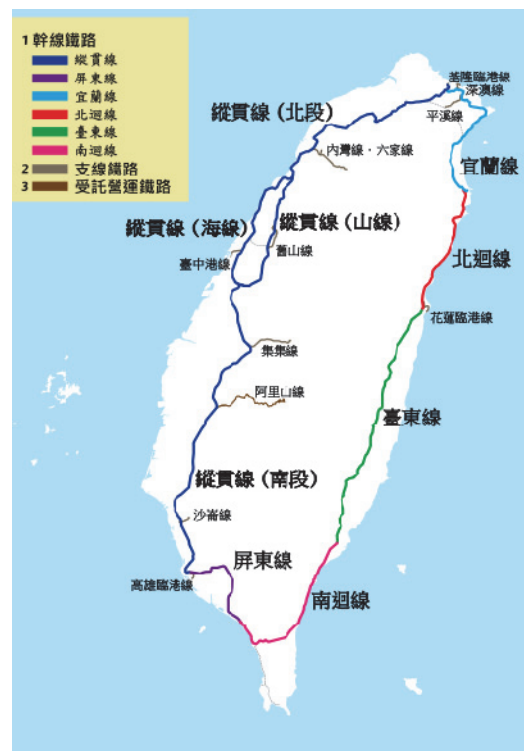 1 幹線鐵路
縱貫線
屏東線
宜蘭線
北迴線
臺東線
南迴線
2 支線鐵路
3 受託營運鐵路
基隆臨港線
深澳線
平溪線
縱貫線（北段）
內灣線．六家線
宜蘭線
縱貫線（海線）
縱貫線（山線）
舊山線
臺中港線
北迴線
花蓮臨港線
集集線
阿里山線
臺東線
縱貫線（南段）
沙崙線
屏東線
高雄臨港線
南迴線